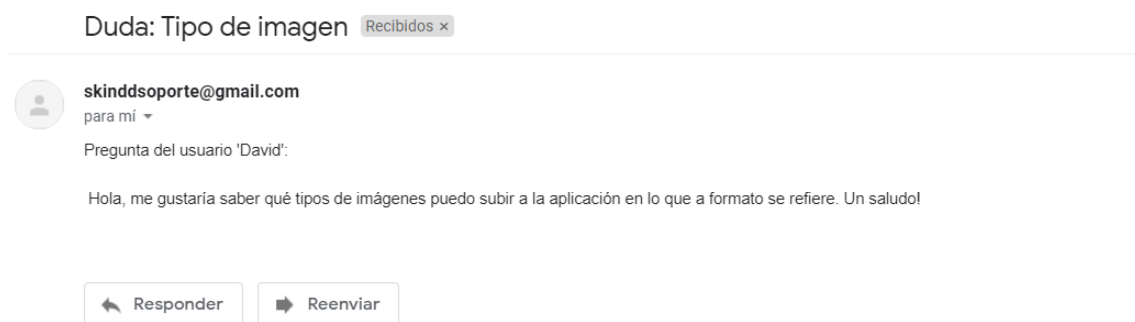 Duda: Tipo de imagen Recibidos ×
skinddsoporte@gmail.com
para mí
Pregunta del usuario 'David':
Hola, me gustaría saber qué tipos de imágenes puedo subir a la aplicación en lo que a formato se refiere. Un saludo!
Responder Reenviar